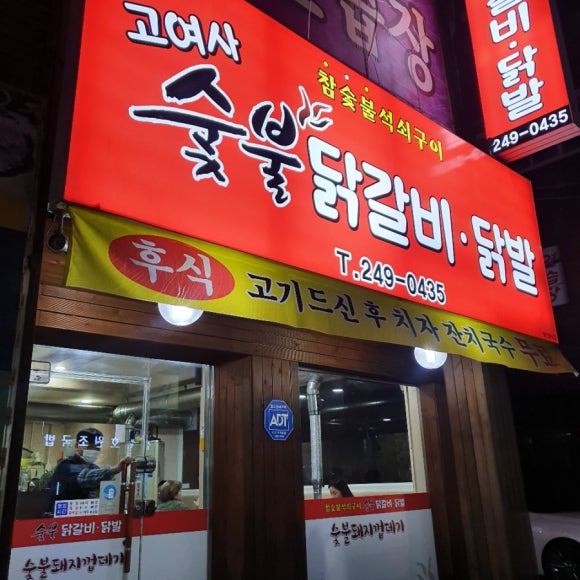 고여사
참숯불석쇠구이
숯불 닭갈비·닭발
T.249-0435
갈비·닭발
249-0435
후식 고기드신 후 치자 잔치국수 무료
ADT
숯불 닭갈비·닭발
숯불돼지껍데기
참숯불석쇠구이 숯불 닭갈비·닭발
숯불돼지껍데기